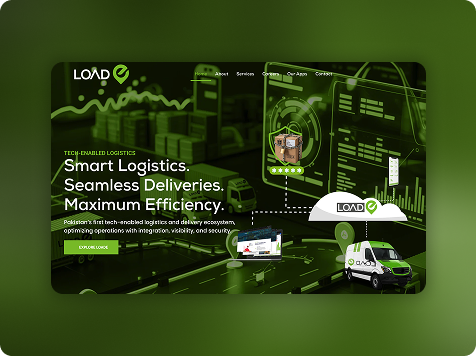 LOAD e
Home About Services Careers Our Apps Contact
TECH-ENABLED LOGISTICS
Smart Logistics.
Seamless Deliveries.
Maximum Efficiency.
Pakistan's first tech-enabled logistics and delivery ecosystem,
optimizing operations with integration, visibility, and security.
EXPLORE LOADE
LOAD e